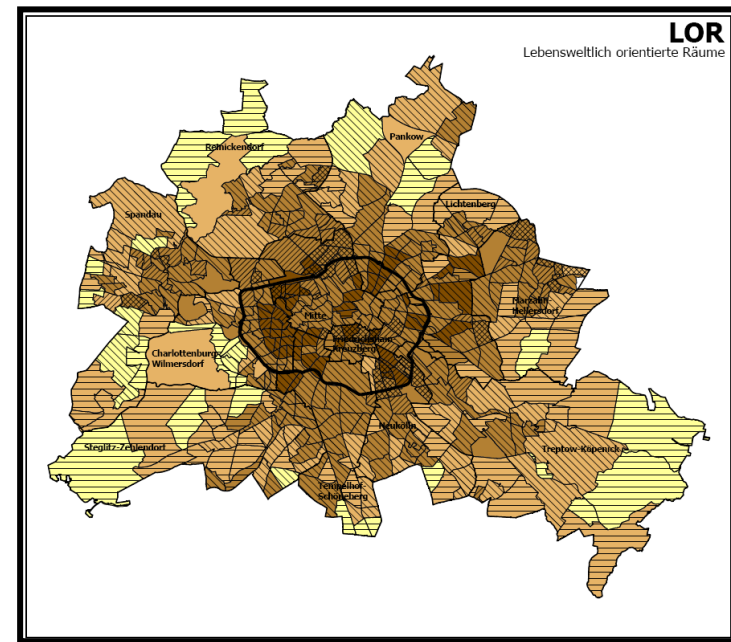 LOR
Lebensweltlich orientierte Räume
Pankow
Reinickendorf
Lichtenberg
Spandau
Marzahn-
Hellersdorf
Mitte
Friedrichshain
Kreuzberg
Charlottenburg
Wilmersdorf
Neukölln
Steglitz-Zehlendorf
Treptow-Köpenick
Tempelhof-
Schöneberg